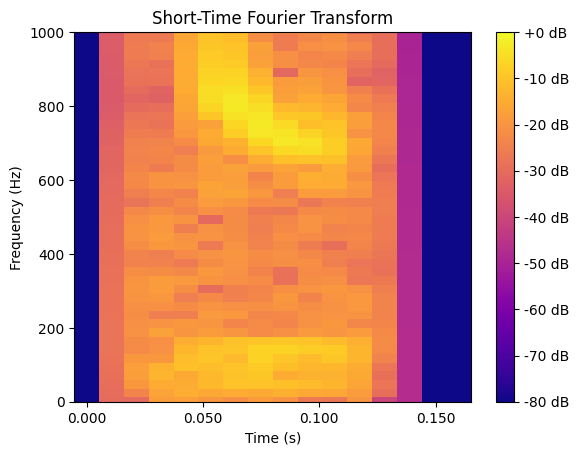 Short-Time Fourier Transform
Frequency (Hz)
1000
800
600
400
200
0
0.000
0.050
0.100
0.150
Time (s)
+0 dB
-10 dB
-20 dB
-30 dB
-40 dB
-50 dB
-60 dB
-70 dB
-80 dB